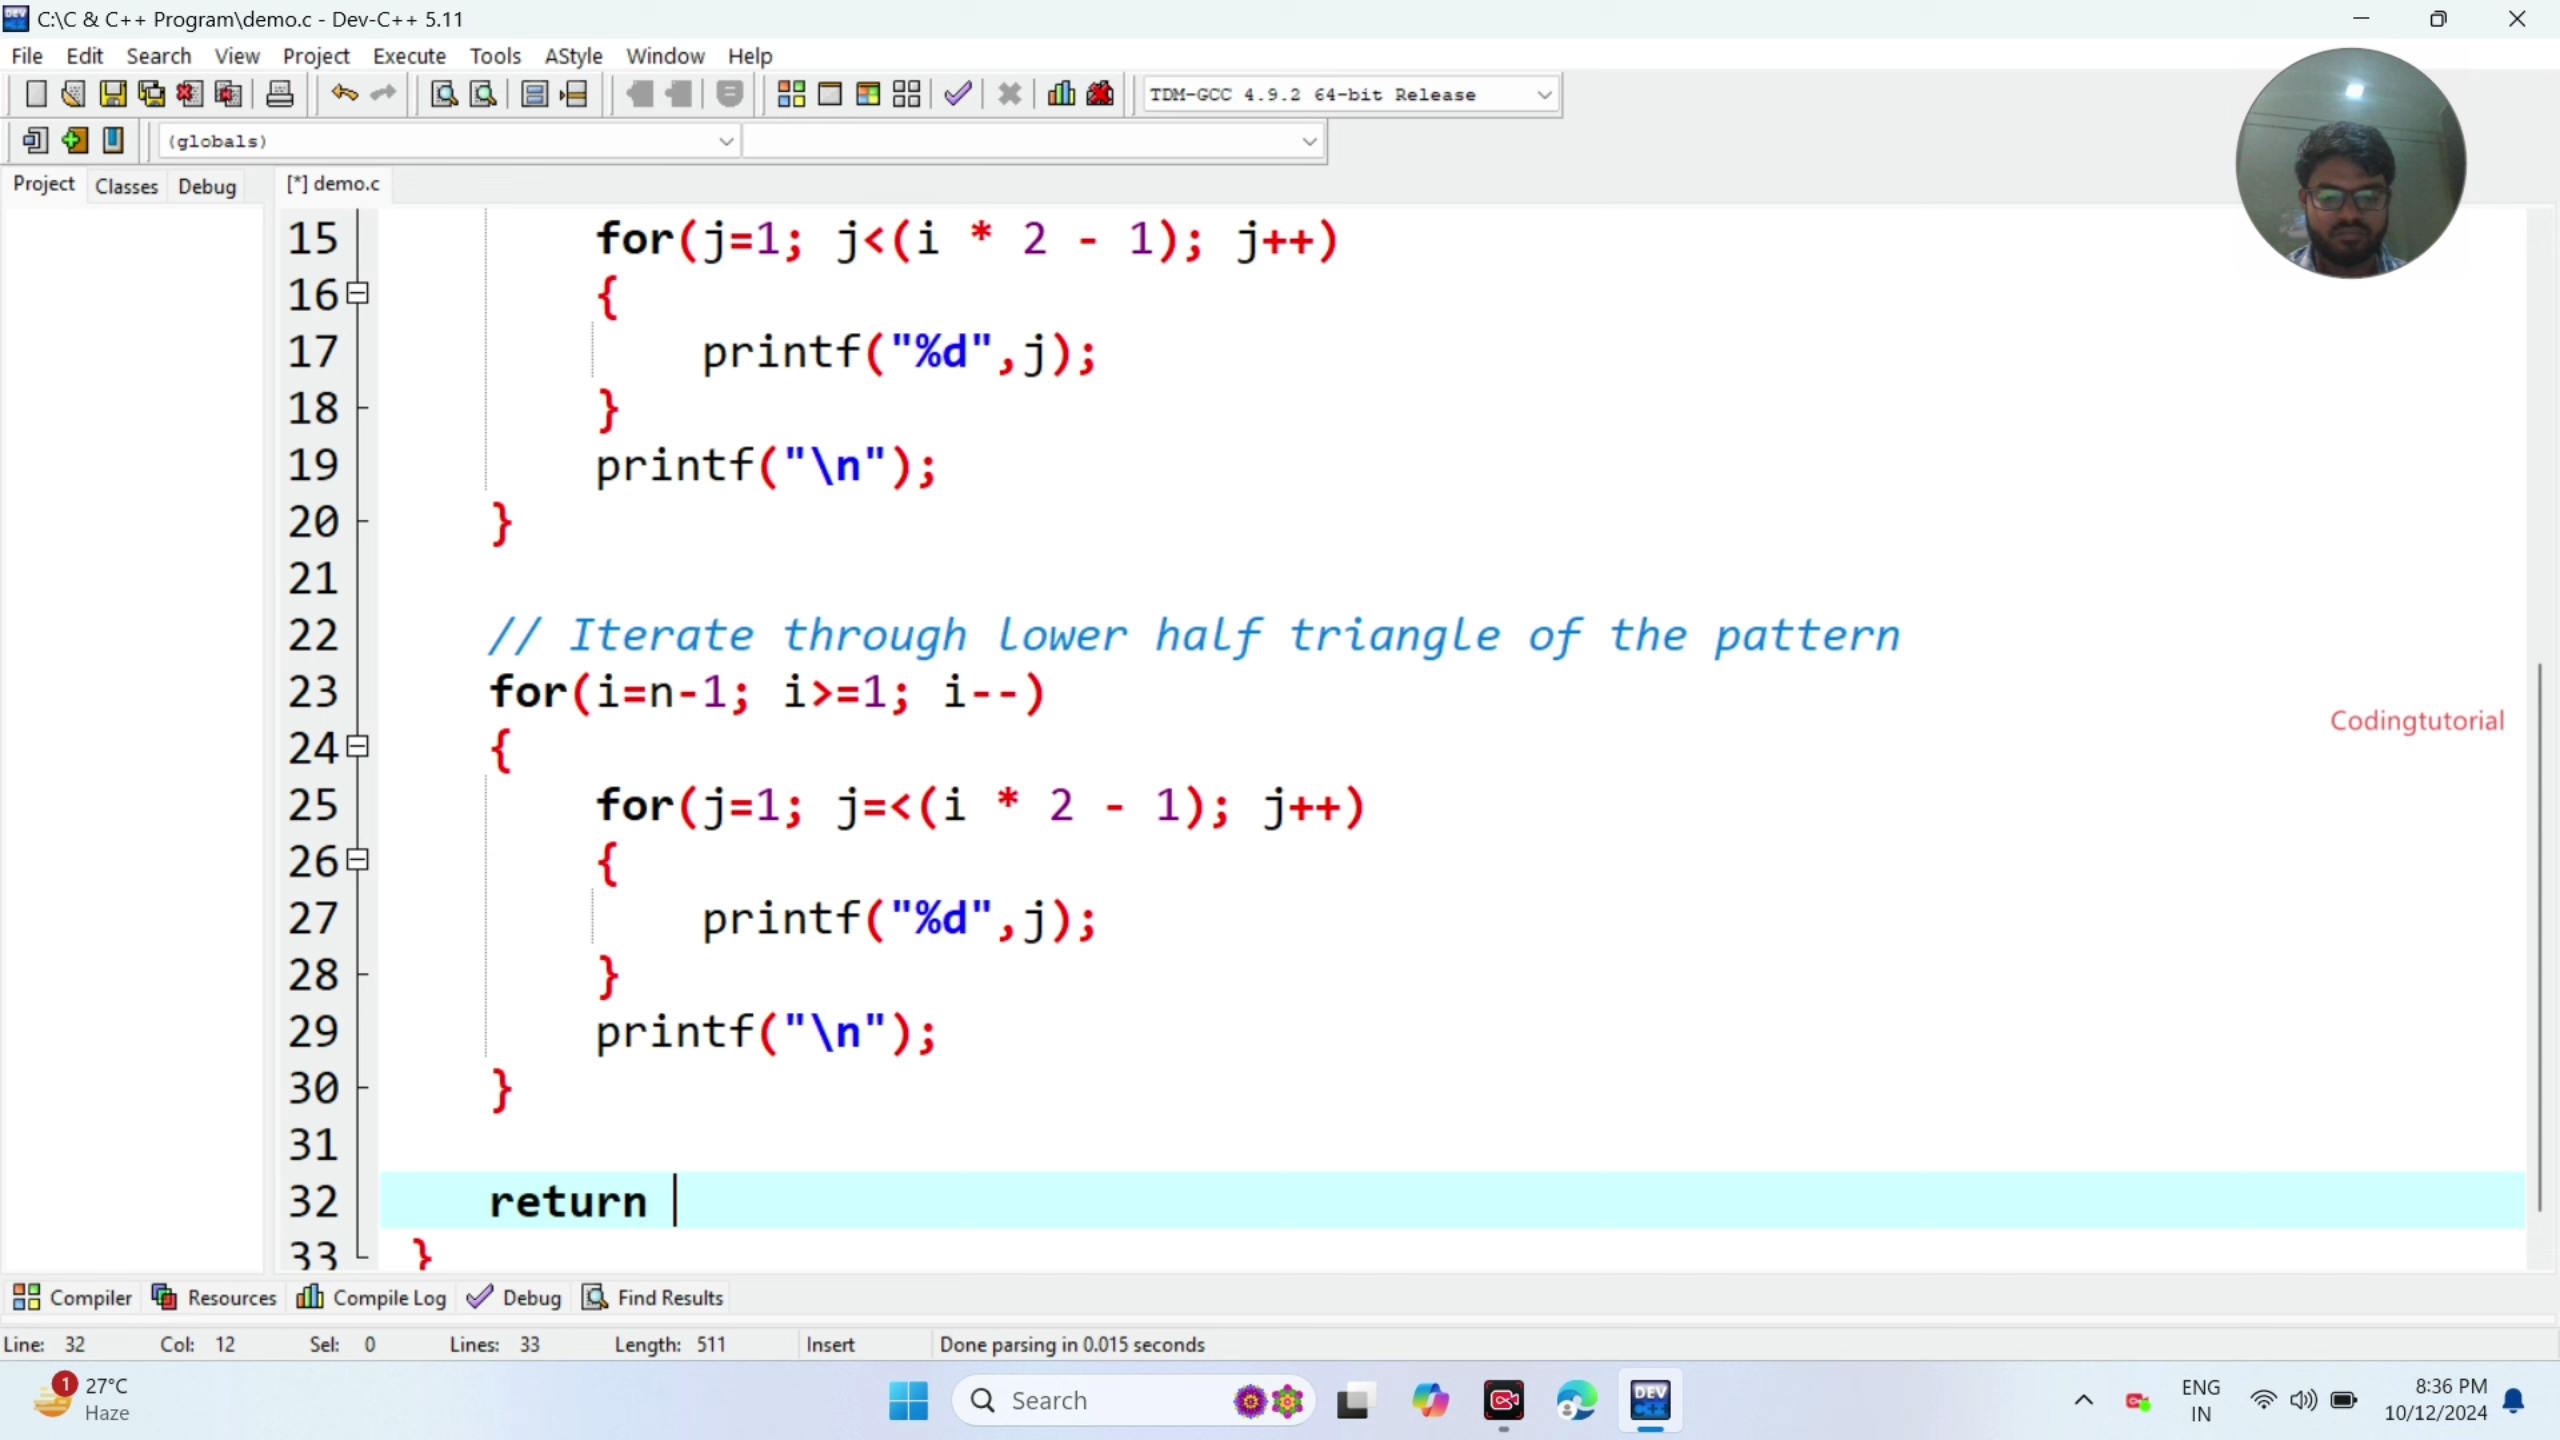 C:\C & C++ Program\demo.c - Dev-C++ 5.11
File Edit Search View Project Execute Tools AStyle Window Help
TDM-GCC 4.9.2 64-bit Release
(globals)
Project Classes Debug [*] demo.c
15 for(j=1; j<(i * 2 - 1); j++)
16 {
17 printf("%d",j);
18 }
19 printf("\n");
20 }
21
22 // Iterate through lower half triangle of the pattern
23 for(i=n-1; i>=1; i--)
24 {
25 for(j=1; j=<(i * 2 - 1); j++)
26 {
27 printf("%d",j);
28 }
29 printf("\n");
30 }
31
32 return
33 }
Codingtutorial
Compiler Resources Compile Log Debug Find Results
Line: 32 Col: 12 Sel: 0 Lines: 33 Length: 511 Insert Done parsing in 0.015 seconds
1 27°C
Haze
Search
DEV
C++
ENG
IN
8:36 PM
10/12/2024